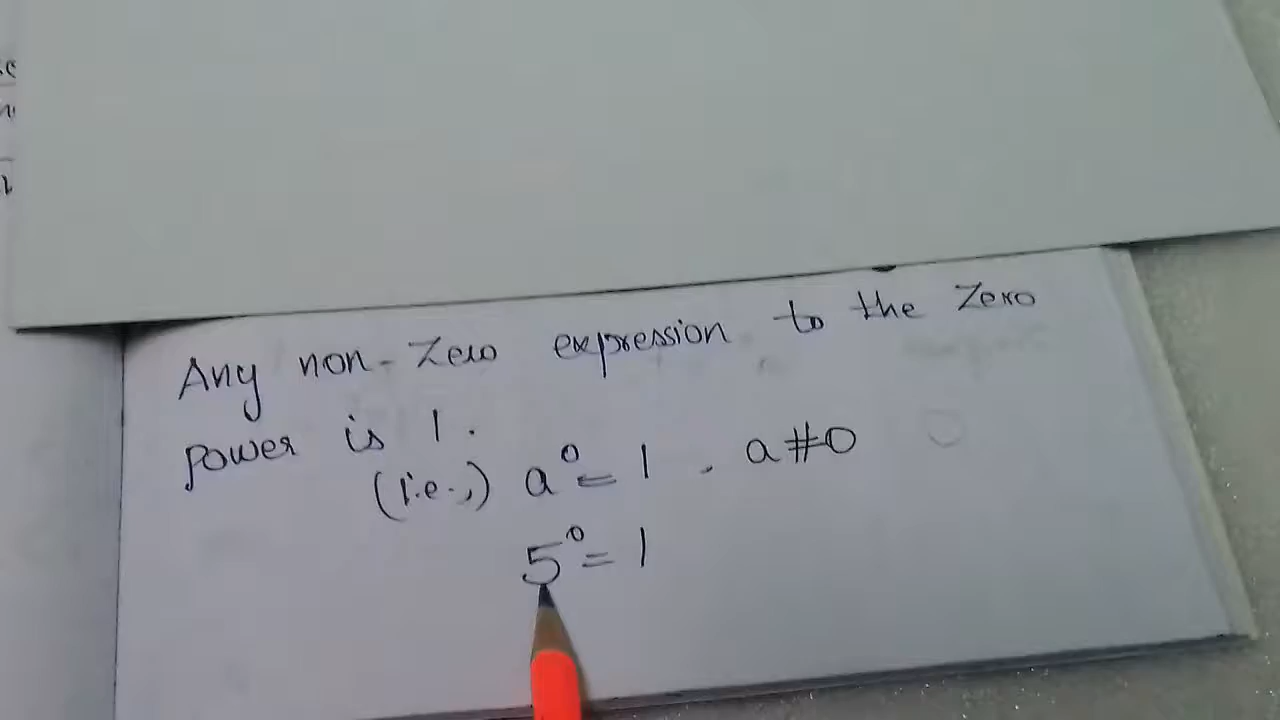 Any non-zero expression to the zero
power is 1.
(i.e.,) a⁰ = 1 . a≠0
5⁰ = 1